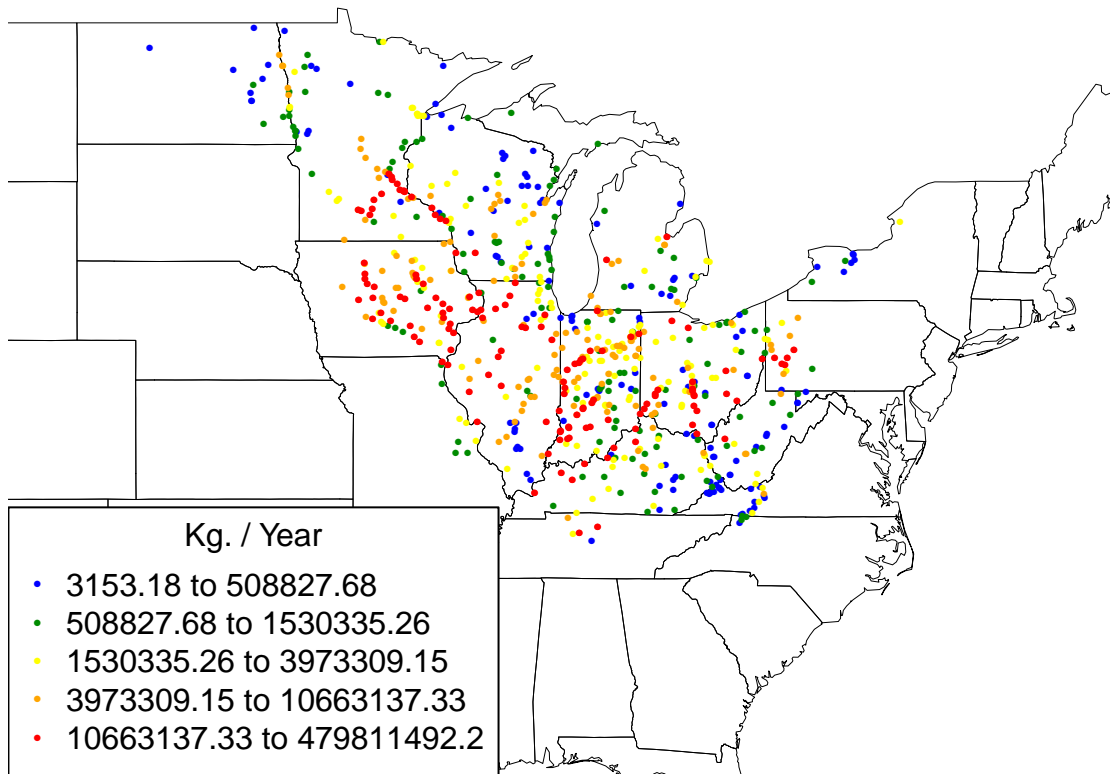 Kg. / Year
3153.18 to 508827.68
508827.68 to 1530335.26
1530335.26 to 3973309.15
3973309.15 to 10663137.33
10663137.33 to 479811492.2